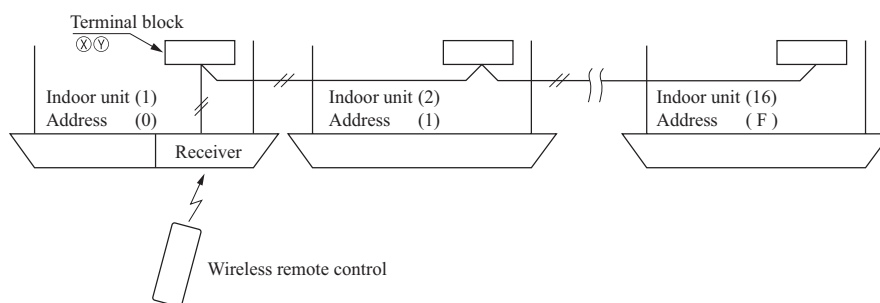 Terminal block
ⓍⓎ
Indoor unit (1)
Address (0)
Indoor unit (2)
Address (1)
Indoor unit (16)
Address ( F )
Receiver
Wireless remote control